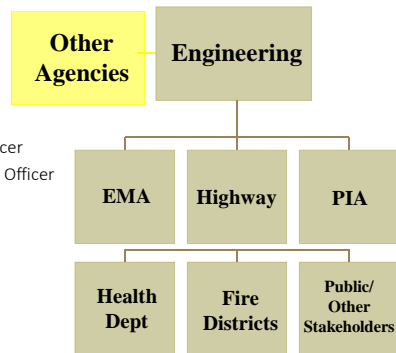 Other
Agencies
Engineering
cer
Officer
EMA
Highway
PIA
Health
Dept
Fire
Districts
Public/
Other
Stakeholders